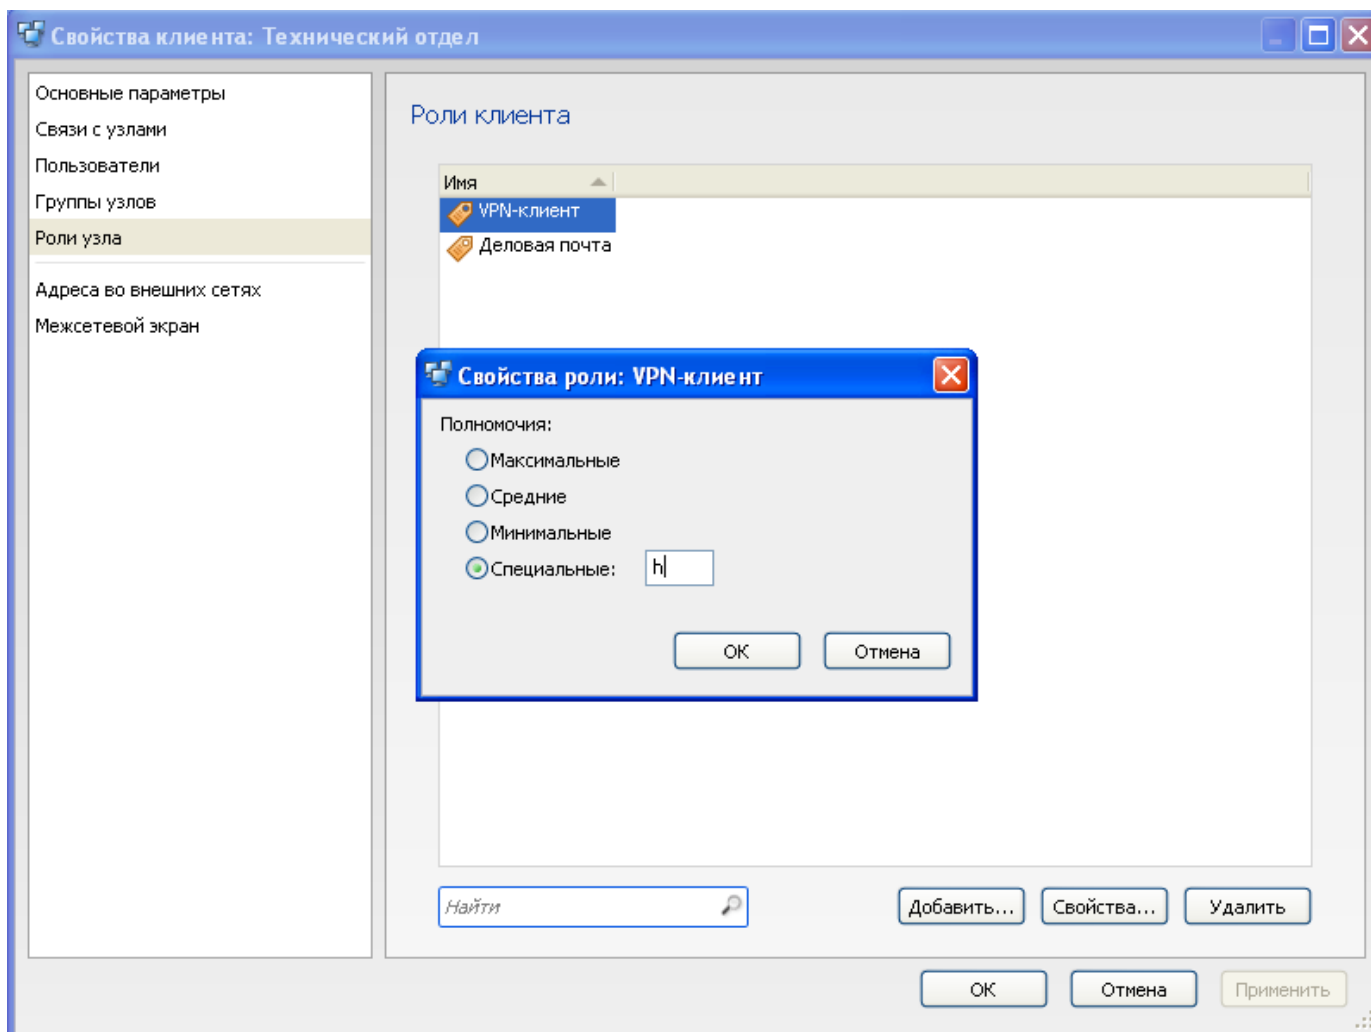 Свойства клиента: Технический отдел
Основные параметры
Связи с узлами
Пользователи
Группы узлов
Роли узла
Адреса во внешних сетях
Межсетевой экран
Роли клиента
Имя
VPN-клиент
Деловая почта
Свойства роли: VPN-клиент
Полномочия:
Максимальные
Средние
Минимальные
Специальные: h
ОК Отмена
Найти Добавить... Свойства... Удалить
ОК Отмена Применить